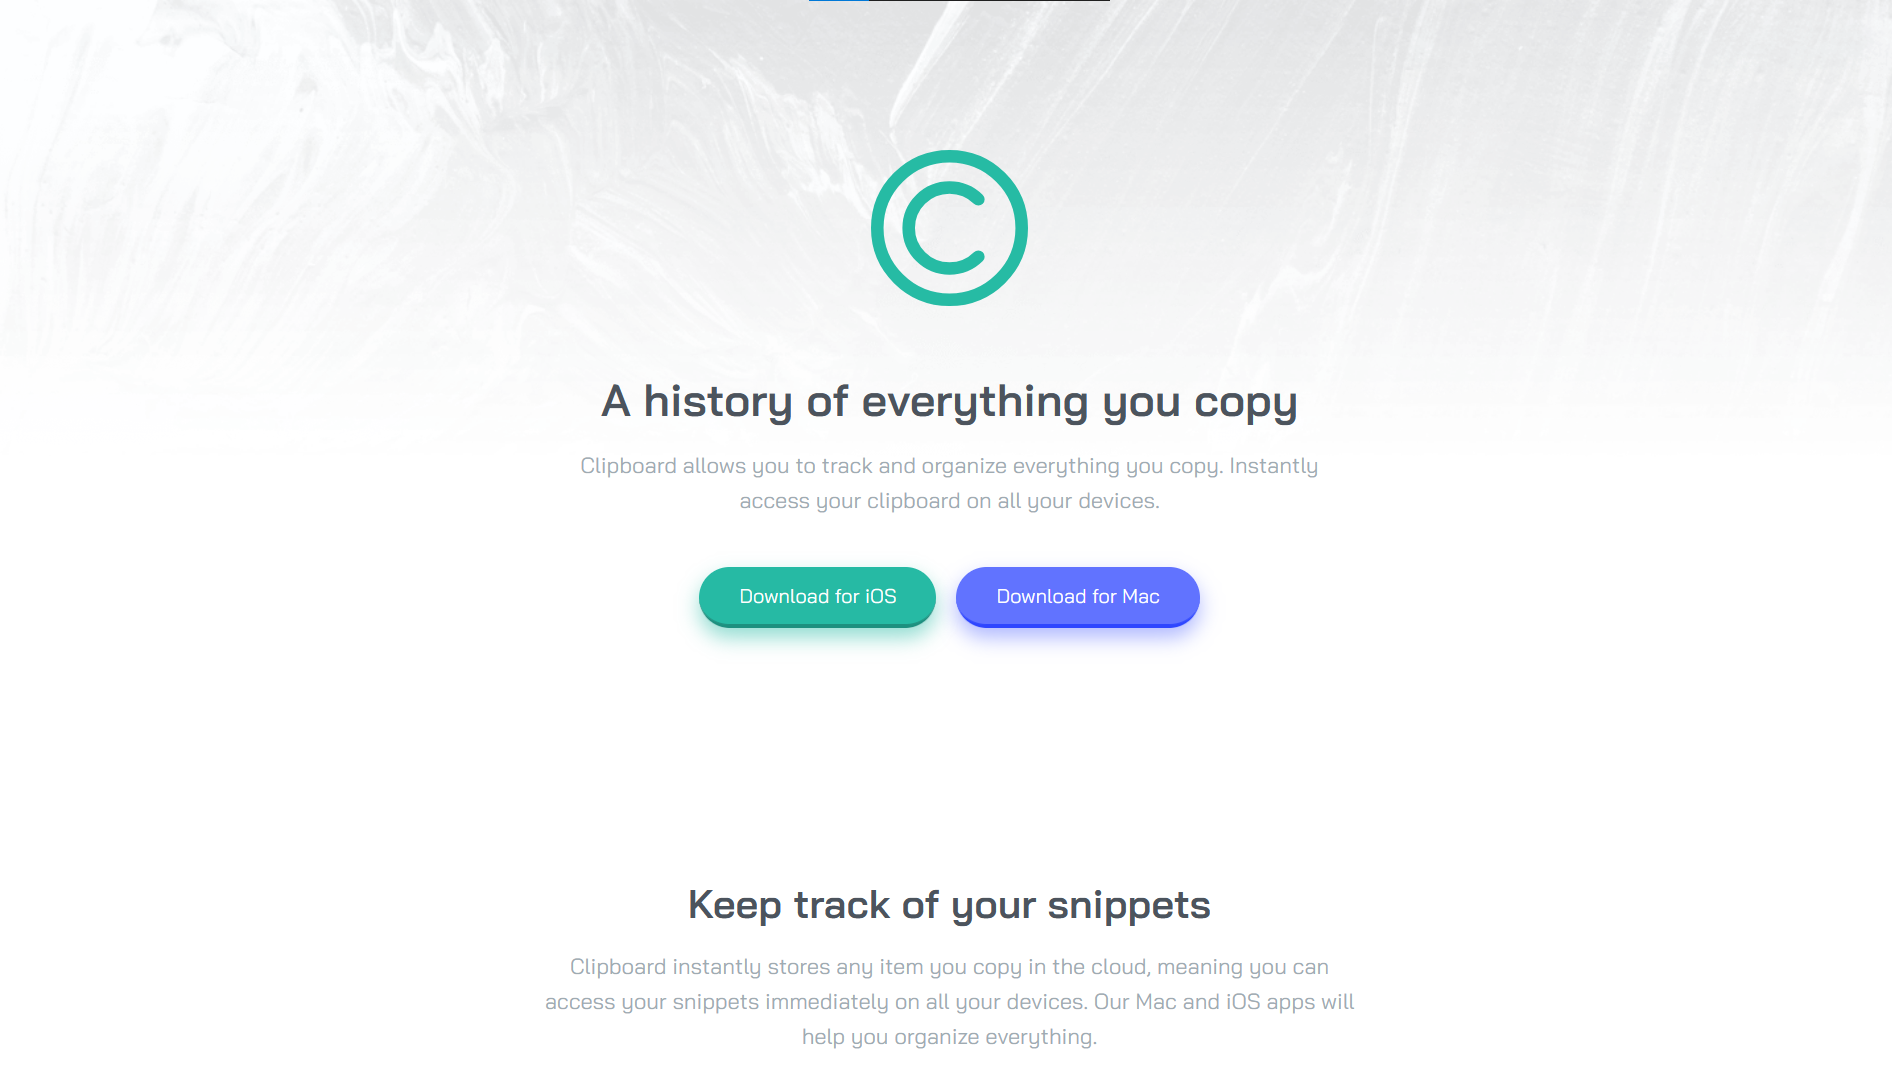 ©
A history of everything you copy
Clipboard allows you to track and organize everything you copy. Instantly
access your clipboard on all your devices.
Download for iOS
Download for Mac
Keep track of your snippets
Clipboard instantly stores any item you copy in the cloud, meaning you can
access your snippets immediately on all your devices. Our Mac and iOS apps will
help you organize everything.